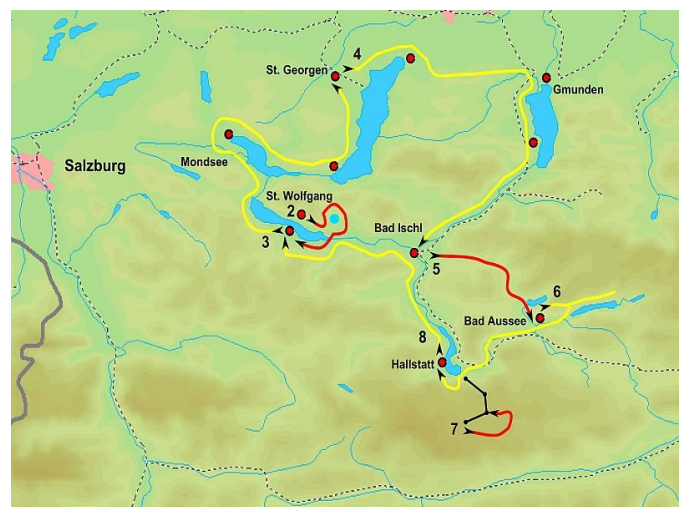 4
St. Georgen
Gmunden
Mondsee
Salzburg
St. Wolfgang
2
3
Bad Ischl
5
6
Bad Aussee
8
Hallstatt
7